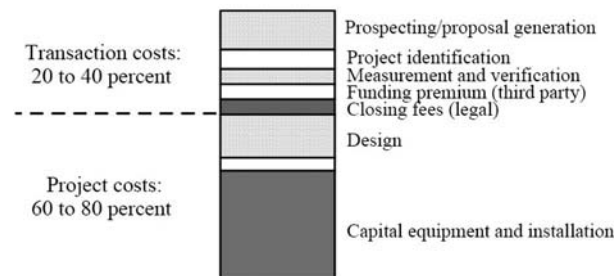 Transaction costs:
20 to 40 percent
Project costs:
60 to 80 percent
Prospecting/proposal generation
Project identification
Measurement and verification
Funding premium (third party)
Closing fees (legal)
Design
Capital equipment and installation